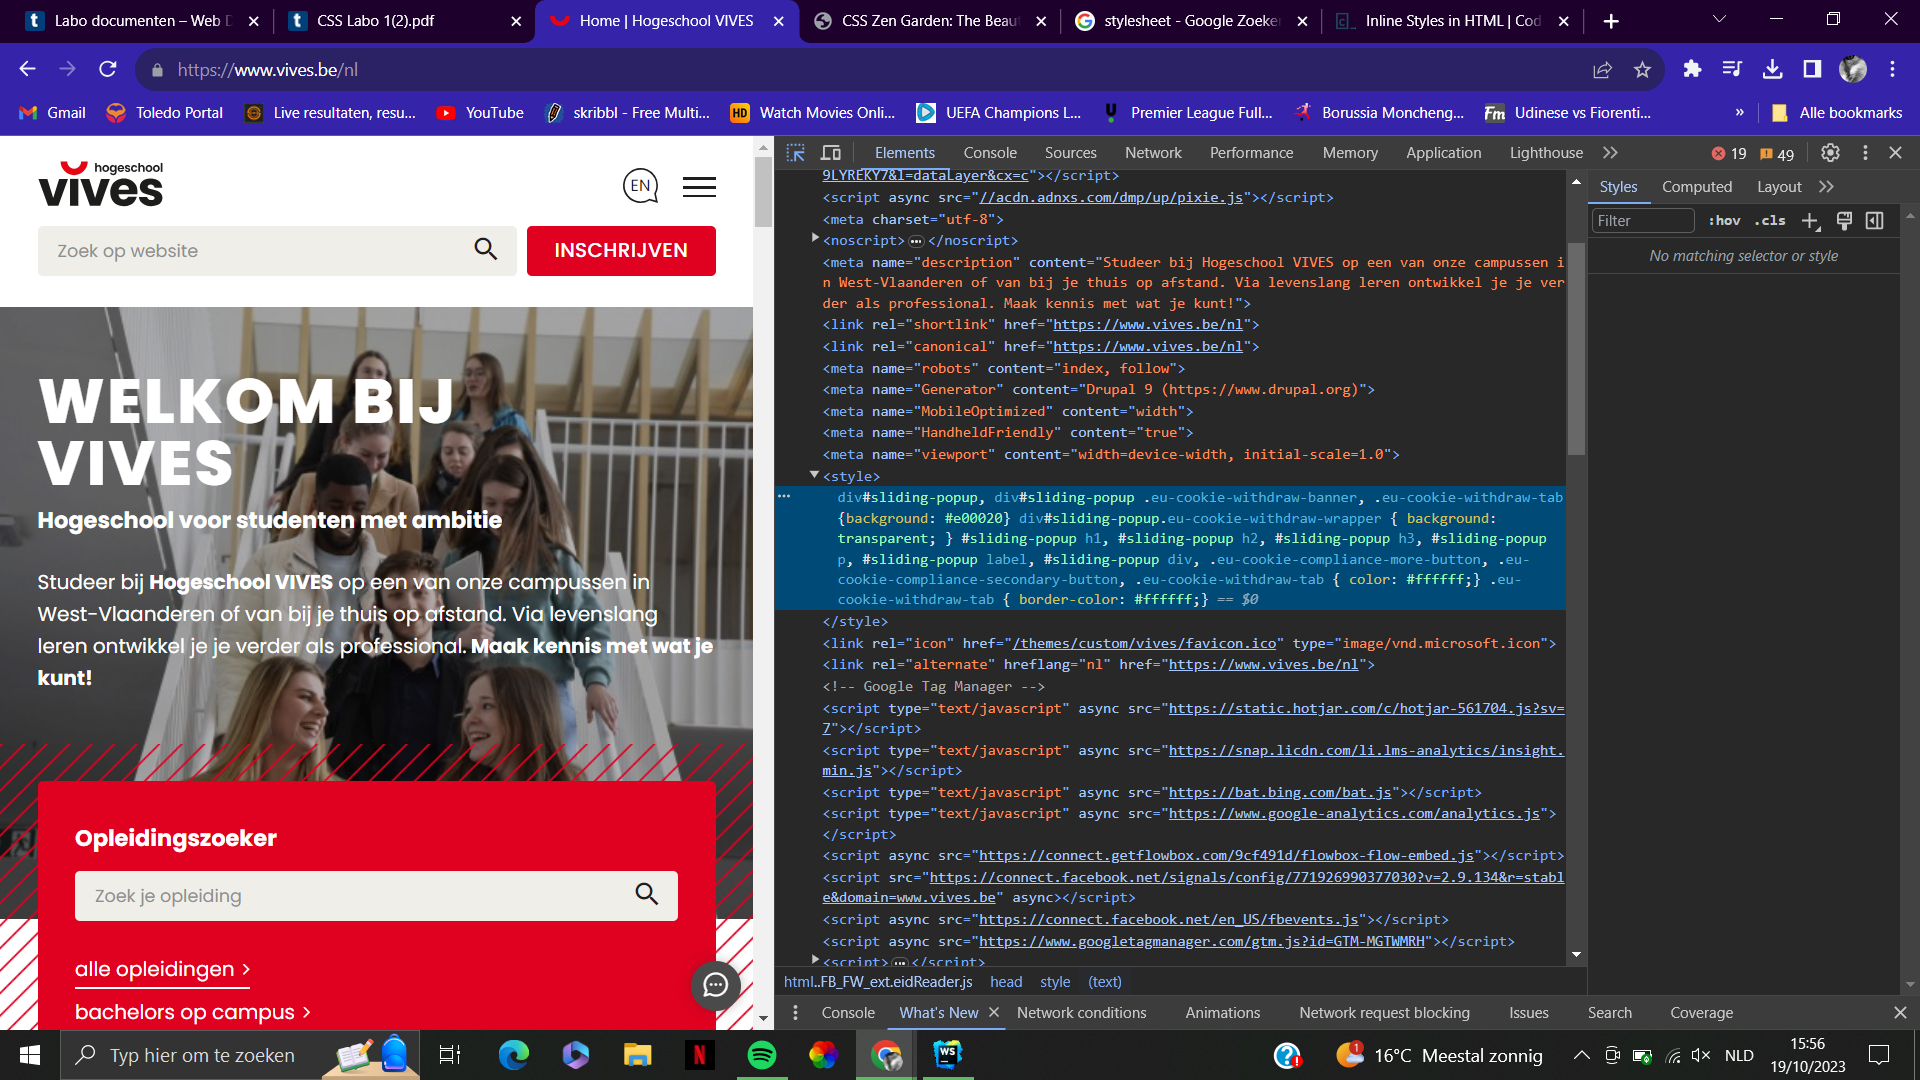 Labo documenten – Web D
CSS Labo 1(2).pdf
Home | Hogeschool VIVES
CSS Zen Garden: The Beau
stylesheet - Google Zoeke
Inline Styles in HTML | Cod
https://www.vives.be/nl
Gmail
Toledo Portal
Live resultaten, resu...
YouTube
skribbl - Free Multi...
Watch Movies Onli...
UEFA Champions L...
Premier League Full...
Borussia Moncheng...
Udinese vs Fiorenti...
»
Alle bookmarks
hogeschool
vives
EN
Zoek op website
INSCHRIJVEN
WELKOM BIJ
VIVES
Hogeschool voor studenten met ambitie
Studeer bij Hogeschool VIVES op een van onze campussen in
West-Vlaanderen of van bij je thuis op afstand. Via levenslang
leren ontwikkel je je verder als professional. Maak kennis met wat je
kunt!
Opleidingszoeker
Zoek je opleiding
alle opleidingen >
bachelors op campus >
Elements Console Sources Network Performance Memory Application Lighthouse » 19 49
9LYREKY7&l=dataLayer&cx=c"></script>
<script async src="//acdn.adnxs.com/dmp/up/pixie.js"></script>
<meta charset="utf-8">
<noscript>…</noscript>
<meta name="description" content="Studeer bij Hogeschool VIVES op een van onze campussen i
n West-Vlaanderen of van bij je thuis op afstand. Via levenslang leren ontwikkel je je ver
der als professional. Maak kennis met wat je kunt!">
<link rel="shortlink" href="https://www.vives.be/nl">
<link rel="canonical" href="https://www.vives.be/nl">
<meta name="robots" content="index, follow">
<meta name="Generator" content="Drupal 9 (https://www.drupal.org)">
<meta name="MobileOptimized" content="width">
<meta name="HandheldFriendly" content="true">
<meta name="viewport" content="width=device-width, initial-scale=1.0">
<style>
div#sliding-popup, div#sliding-popup .eu-cookie-withdraw-banner, .eu-cookie-withdraw-tab
{background: #e00020} div#sliding-popup.eu-cookie-withdraw-wrapper { background:
transparent; } #sliding-popup h1, #sliding-popup h2, #sliding-popup h3, #sliding-popup
p, #sliding-popup label, #sliding-popup div, .eu-cookie-compliance-more-button, .eu-
cookie-compliance-secondary-button, .eu-cookie-withdraw-tab { color: #ffffff;} .eu-
cookie-withdraw-tab { border-color: #ffffff;} == $0
</style>
<link rel="icon" href="/themes/custom/vives/favicon.ico" type="image/vnd.microsoft.icon">
<link rel="alternate" hreflang="nl" href="https://www.vives.be/nl">
<!-- Google Tag Manager -->
<script type="text/javascript" async src="https://static.hotjar.com/c/hotjar-561704.js?sv=
7"></script>
<script type="text/javascript" async src="https://snap.licdn.com/li.lms-analytics/insight.
min.js"></script>
<script type="text/javascript" async src="https://bat.bing.com/bat.js"></script>
<script type="text/javascript" async src="https://www.google-analytics.com/analytics.js">
</script>
<script async src="https://connect.getflowbox.com/9cf491d/flowbox-flow-embed.js"></script>
<script src="https://connect.facebook.net/signals/config/771926990377030?v=2.9.134&r=stabl
e&domain=www.vives.be" async></script>
<script async src="https://connect.facebook.net/en_US/fbevents.js"></script>
<script async src="https://www.googletagmanager.com/gtm.js?id=GTM-MGTWMRH"></script>
<script>…</script>
html..FB_FW_ext.eidReader.js head style (text)
Styles Computed Layout »
Filter :hov .cls
No matching selector or style
Console What's New Network conditions Animations Network request blocking Issues Search Coverage
Typ hier om te zoeken
16°C Meestal zonnig
NLD
15:56
19/10/2023